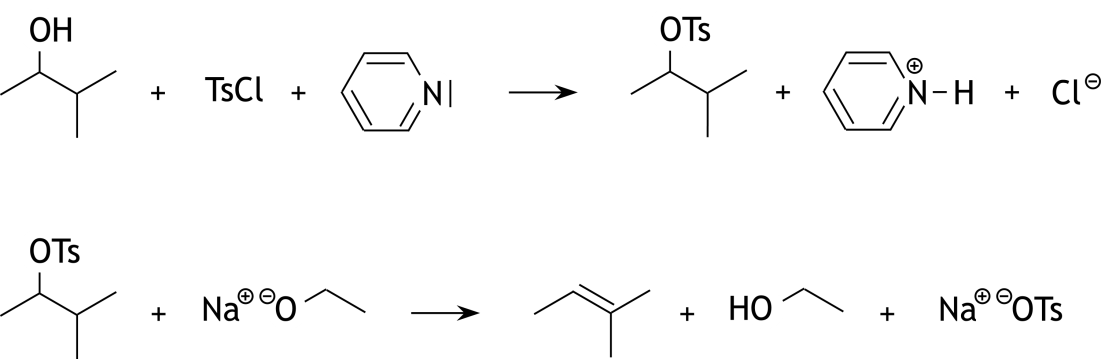 OH OTs
+ TsCl + N| + N–H + Cl⊖
⊕
OTs
+ Na⊕ ⊖O + HO + Na⊕ ⊖OTs